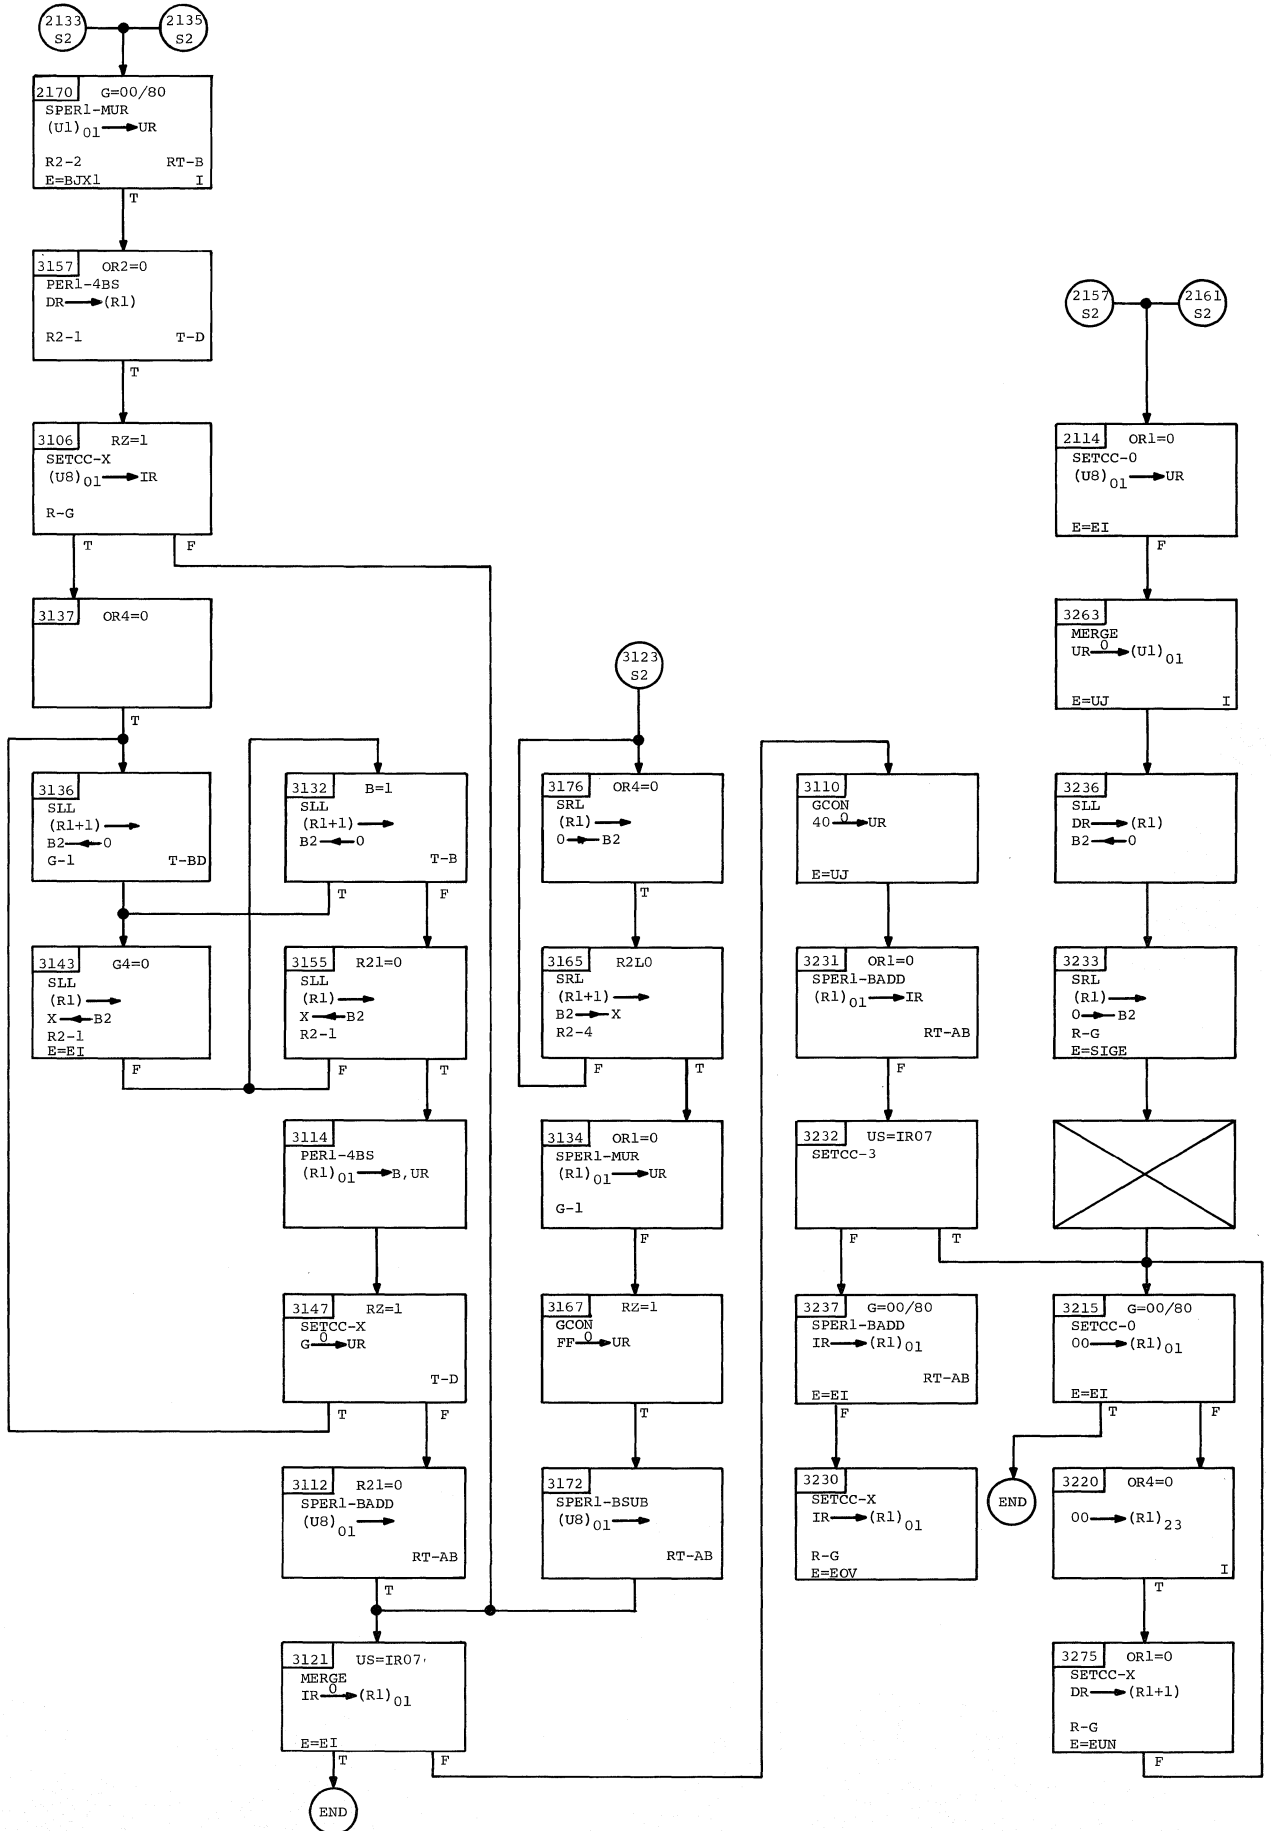 2133
S2
2135
S2
2170 G=00/80
SPER1-MUR
(U1)01 → UR
R2-2 RT-B
E=BJX1 I
T
3157 OR2=0
PER1-4BS
DR → (R1)
R2-1 T-D
T
3106 RZ=1
SETCC-X
(U8)01 → IR
R-G
T F
3137 OR4=0
T
3136
SLL
(R1+1) →
B2 ← 0
G-1 T-BD
3143 G4=0
SLL
(R1) →
X ← B2
R2-1
E=EI
F
3132 B=1
SLL
(R1+1) →
B2 ← 0
T-B
T F
3155 R21=0
SLL
(R1) →
X ← B2
R2-1
F T
3114
PER1-4BS
(R1)01 → B,UR
3147 RZ=1
SETCC-X
G 0→ UR
T-D
T F
3112 R21=0
SPER1-BADD
(U8)01 →
RT-AB
T
3121 US=IR07
MERGE
IR 0→ (R1)01
E=EI
T F
END
3123
S2
3176 OR4=0
SRL
(R1) →
0 → B2
T
3165 R2L0
SRL
(R1+1) →
B2 → X
R2-4
F T
3134 OR1=0
SPER1-MUR
(R1)01 → UR
G-1
F
3167 RZ=1
GCON
FF 0→ UR
T
3172
SPER1-BSUB
(U8)01 →
RT-AB
3110
GCON
40 0→ UR
E=UJ
3231 OR1=0
SPER1-BADD
(R1)01 → IR
RT-AB
F
3232 US=IR07
SETCC-3
F T
3237 G=00/80
SPER1-BADD
IR → (R1)01
RT-AB
E=EI
F
3230
SETCC-X
IR → (R1)01
R-G
E=EOV
2157
S2
2161
S2
2114 OR1=0
SETCC-0
(U8)01 → UR
E=EI
F
3263
MERGE
UR 0→ (U1)01
E=UJ I
3236
SLL
DR → (R1)
B2 ← 0
3233
SRL
(R1) →
0 → B2
R-G
E=SIGE
3215 G=00/80
SETCC-0
00 → (R1)01
E=EI
T F
END
3220 OR4=0
00 → (R1)23
I
T
3275 OR1=0
SETCC-X
DR → (R1+1)
R-G
E=EUN
F